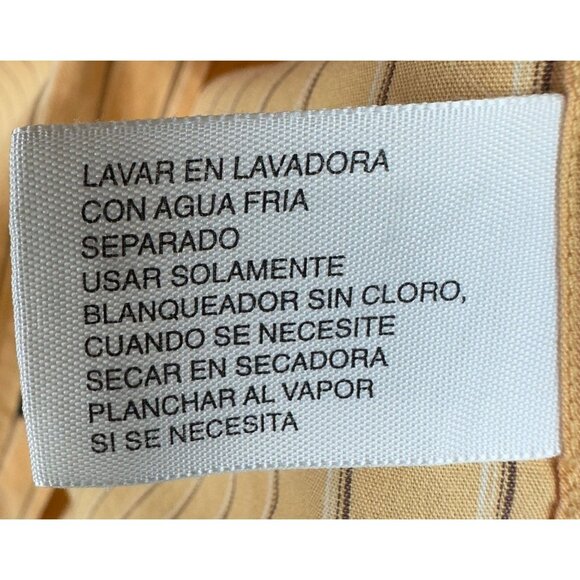 LAVAR EN LAVADORA
CON AGUA FRIA
SEPARADO
USAR SOLAMENTE
BLANQUEADOR SIN CLORO,
CUANDO SE NECESITE
SECAR EN SECADORA
PLANCHAR AL VAPOR
SI SE NECESITA